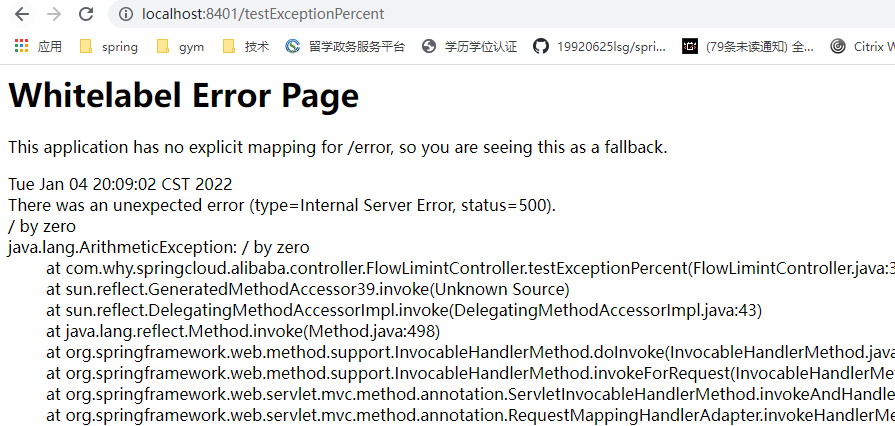 localhost:8401/testExceptionPercent
应用 spring gym 技术 留学政务服务平台 学历学位认证 19920625lsg/spri... (79条未读通知) 全... Citrix W
Whitelabel Error Page
This application has no explicit mapping for /error, so you are seeing this as a fallback.
Tue Jan 04 20:09:02 CST 2022
There was an unexpected error (type=Internal Server Error, status=500).
/ by zero
java.lang.ArithmeticException: / by zero
at com.why.springcloud.alibaba.controller.FlowLimintController.testExceptionPercent(FlowLimintController.java:3
at sun.reflect.GeneratedMethodAccessor39.invoke(Unknown Source)
at sun.reflect.DelegatingMethodAccessorImpl.invoke(DelegatingMethodAccessorImpl.java:43)
at java.lang.reflect.Method.invoke(Method.java:498)
at org.springframework.web.method.support.InvocableHandlerMethod.doInvoke(InvocableHandlerMethod.java
at org.springframework.web.method.support.InvocableHandlerMethod.invokeForRequest(InvocableHandlerMe
at org.springframework.web.servlet.mvc.method.annotation.ServletInvocableHandlerMethod.invokeAndHandle
at org.springframework.web.servlet.mvc.method.annotation.RequestMappingHandlerAdapter.invokeHandlerMe